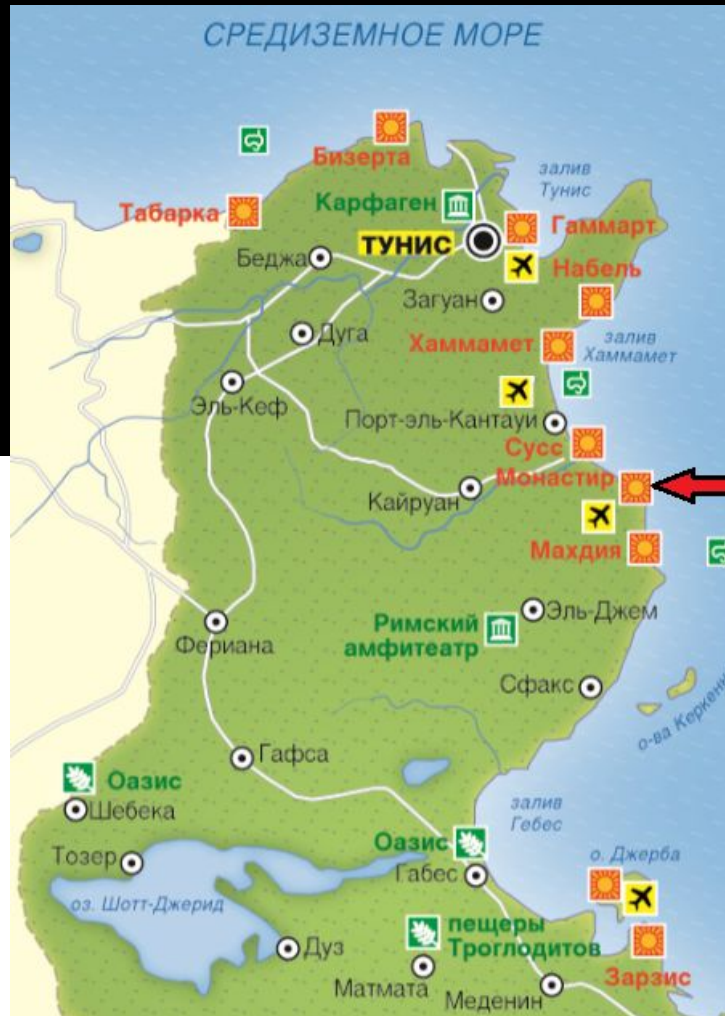 СРЕДИЗЕМНОЕ МОРЕ
Бизерта
залив
Тунис
Табарка
Карфаген
Гаммарт
ТУНИС
Беджа
Набель
Загуан
Дуга
Хаммамет
залив
Хаммамет
Эль-Кеф
Порт-эль-Кантауи
Сусс
Монастир
Кайруан
Махдия
Эль-Джем
Римский
амфитеатр
Фериана
Сфакс
о-ва Керкенн
Гафса
Оазис
Шебека
залив
Гебес
Оазис
Тозер
Габес
о. Джерба
оз. Шотт-Джерид
пещеры
Троглодитов
Дуз
Матмата
Зарзис
Меденин